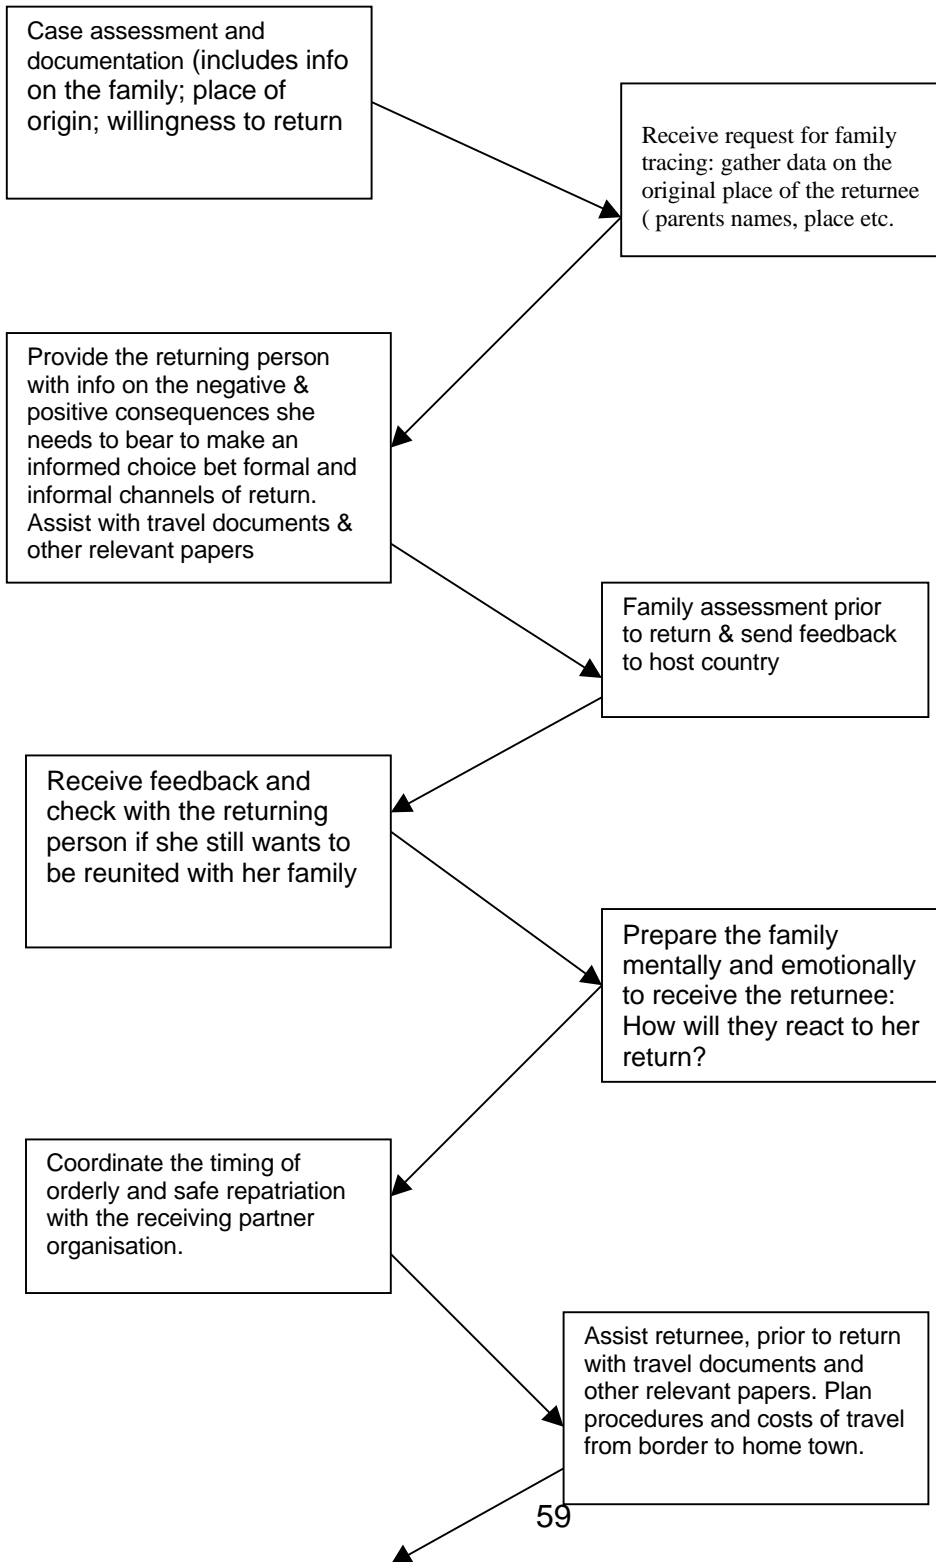 Case assessment and
documentation (includes info
on the family; place of
origin; willingness to return
Receive request for family
tracing: gather data on the
original place of the returnee
( parents names, place etc.
Provide the returning person
with info on the negative &
positive consequences she
needs to bear to make an
informed choice bet formal and
informal channels of return.
Assist with travel documents &
other relevant papers
Family assessment prior
to return & send feedback
to host country
Receive feedback and
check with the returning
person if she still wants to
be reunited with her family
Prepare the family
mentally and emotionally
to receive the returnee:
How will they react to her
return?
Coordinate the timing of
orderly and safe repatriation
with the receiving partner
organisation.
Assist returnee, prior to return
with travel documents and
other relevant papers. Plan
procedures and costs of travel
from border to home town.
59